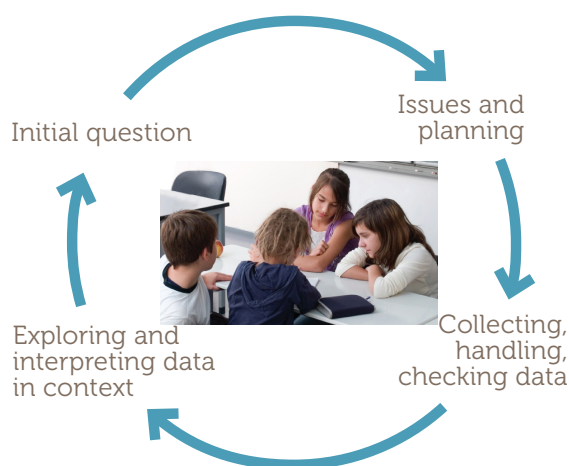 Initial question
Issues and
planning
Collecting,
handling,
checking data
Exploring and
interpreting data
in context